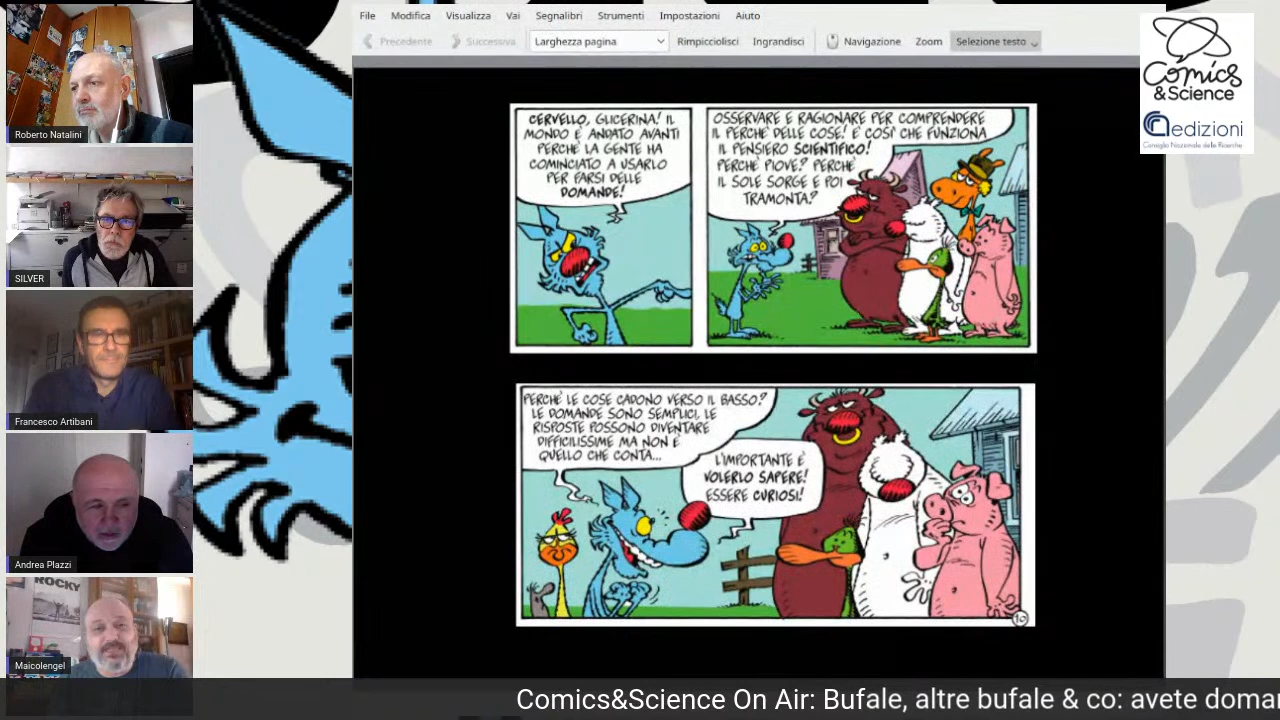 File Modifica Visualizza Vai Segnalibri Strumenti Impostazioni Aiuto
Precedente Successiva Larghezza pagina Rimpicciolisci Ingrandisci Navigazione Zoom Selezione testo
Comics
&Science
edizioni
Consiglio Nazionale delle Ricerche
Roberto Natalini
SILVER
Francesco Artibani
Andrea Plazzi
ROCKY
Maicolengel
CERVELLO, GLICERINA! IL
MONDO È ANDATO AVANTI
PERCHÉ LA GENTE HA
COMINCIATO A USARLO
PER FARSI DELLE
DOMANDE!
OSSERVARE E RAGIONARE PER COMPRENDERE
IL PERCHÉ DELLE COSE! È COSÌ CHE FUNZIONA
IL PENSIERO SCIENTIFICO!
PERCHÉ PIOVE? PERCHÉ
IL SOLE SORGE E POI
TRAMONTA?
PERCHÉ LE COSE CADONO VERSO IL BASSO?
LE DOMANDE SONO SEMPLICI, LE
RISPOSTE POSSONO DIVENTARE
DIFFICILISSIME MA NON È
QUELLO CHE CONTA...
L'IMPORTANTE È
VOLERLO SAPERE!
ESSERE CURIOSI!
10
Comics&Science On Air: Bufale, altre bufale & co: avete doma